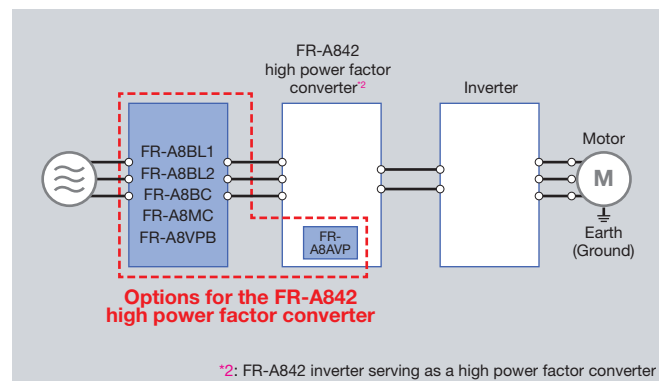 FR-A842
high power factor
converter*2
Inverter
Motor
FR-A8BL1
FR-A8BL2
FR-A8BC
FR-A8MC
FR-A8VPB
FR-
A8AVP
M
Earth
(Ground)
Options for the FR-A842
high power factor converter
*2: FR-A842 inverter serving as a high power factor converter